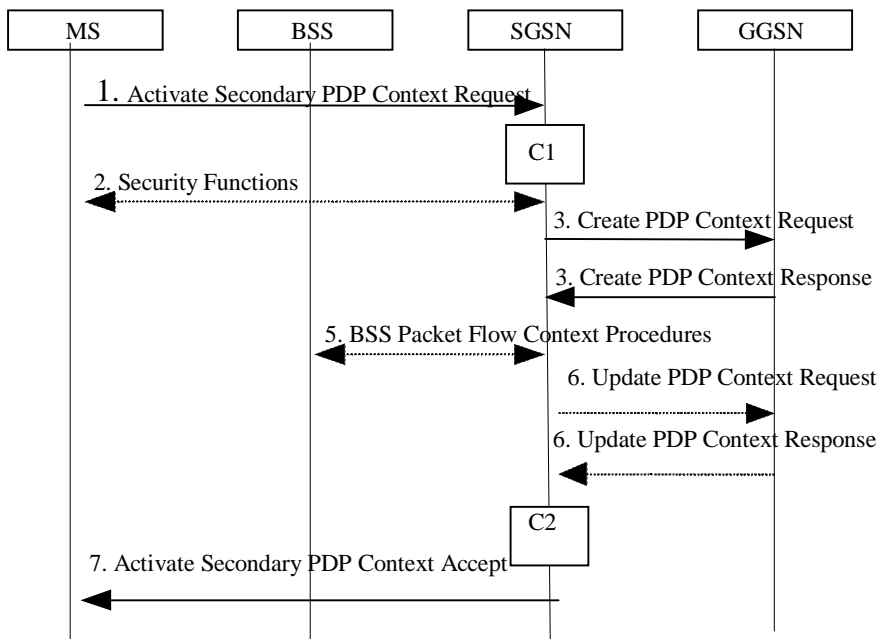 MS
BSS
SGSN
GGSN
1. Activate Secondary PDP Context Request
C1
2. Security Functions
3. Create PDP Context Request
3. Create PDP Context Response
5. BSS Packet Flow Context Procedures
6. Update PDP Context Request
6. Update PDP Context Response
C2
7. Activate Secondary PDP Context Accept